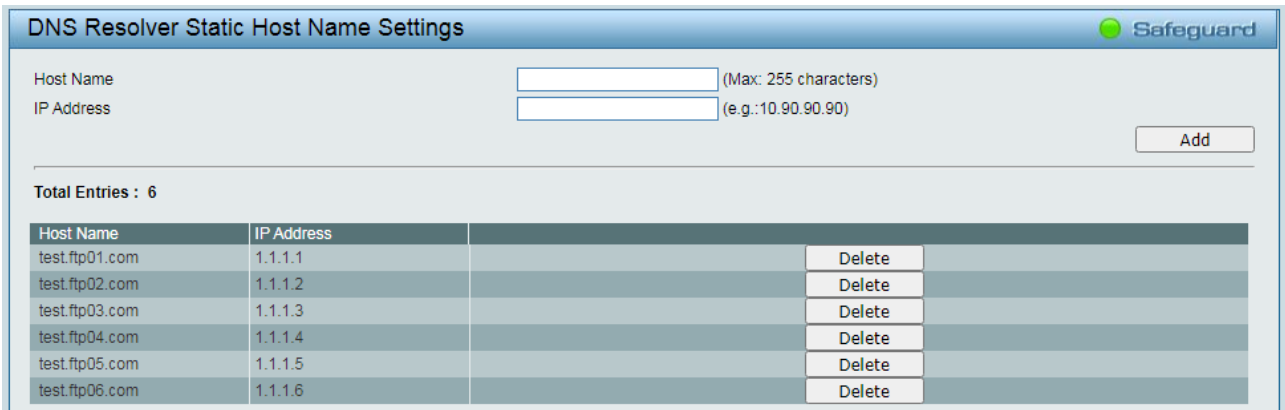 DNS Resolver Static Host Name Settings Safeguard
Host Name (Max: 255 characters)
IP Address (e.g.:10.90.90.90)
Add
Total Entries : 6
Host Name IP Address
test.ftp01.com 1.1.1.1 Delete
test.ftp02.com 1.1.1.2 Delete
test.ftp03.com 1.1.1.3 Delete
test.ftp04.com 1.1.1.4 Delete
test.ftp05.com 1.1.1.5 Delete
test.ftp06.com 1.1.1.6 Delete